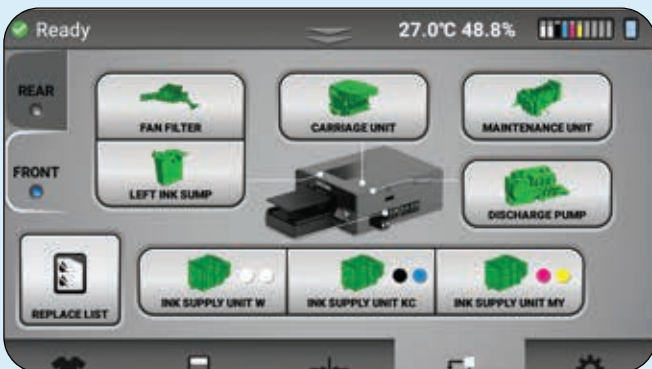 Ready
27.0°C 48.8%
REAR
FAN FILTER
CARRIAGE UNIT
MAINTENANCE UNIT
FRONT
LEFT INK SUMP
DISCHARGE PUMP
REPLACE LIST
INK SUPPLY UNIT W
INK SUPPLY UNIT KC
INK SUPPLY UNIT MY